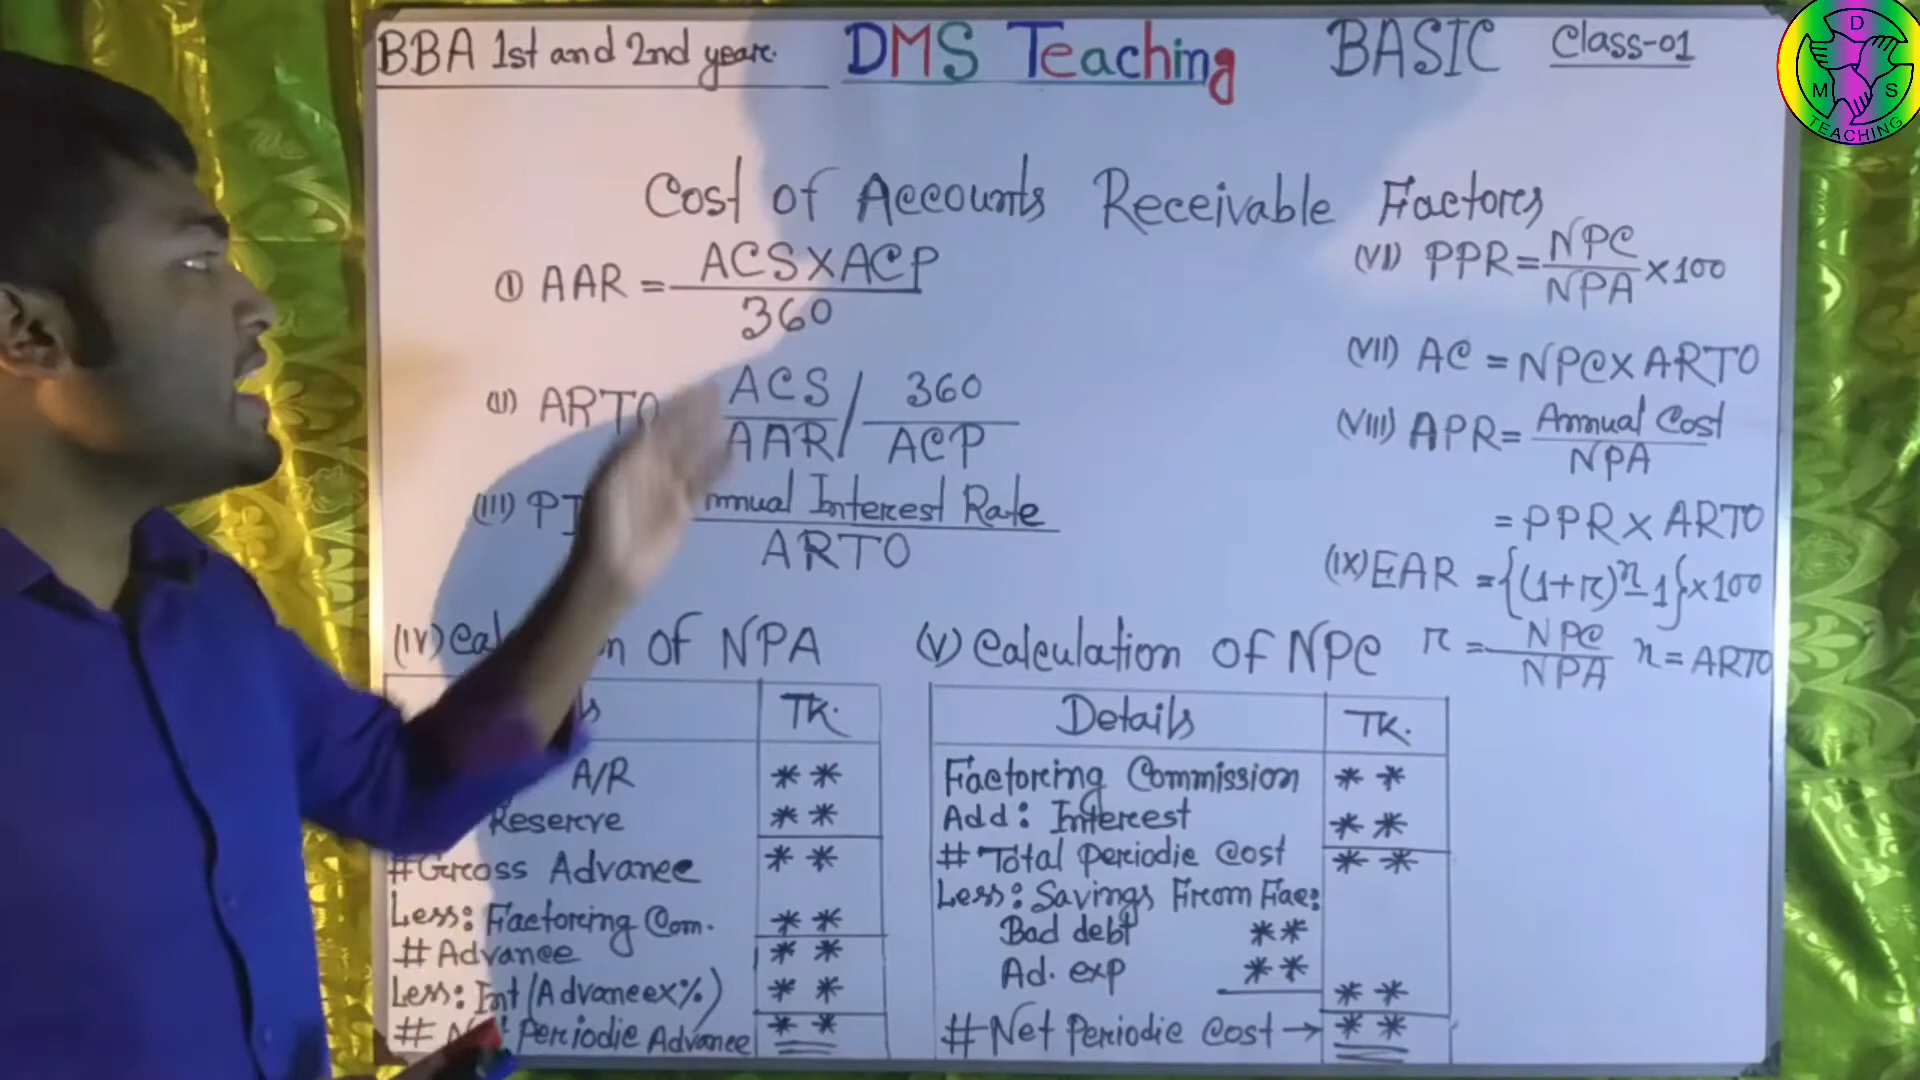 BBA 1st and 2nd year. DMS Teaching BASIC Class-01
D M S TEACHING
Cost of Accounts Receivable Factores
(I) AAR = ACS X ACP / 360
(II) ARTO ACS / AAR / 360 / ACP
(III) Interest Rate / ARTO
(IV) of NPA
TK.
A/R **
Reserve **
#Gross Advance **
Less: Factoring Com. **
#Advance **
Less: Int (Advancex%) **
# Periodic Advance **
(V) Calculation of NPC
Details TK.
Factoring Commission **
Add: Interest **
# Total Periodic Cost **
Less: Savings From Fac:
Bad debt **
Ad. exp ** **
# Net Periodic Cost → **
(VI) PPR = NPC / NPA × 100
(VII) AC = NPC X ARTO
(VIII) APR = Annual Cost / NPA
= PPR X ARTO
(IX) EAR = {(1+r)^n - 1} × 100
r = NPC / NPA n = ARTO